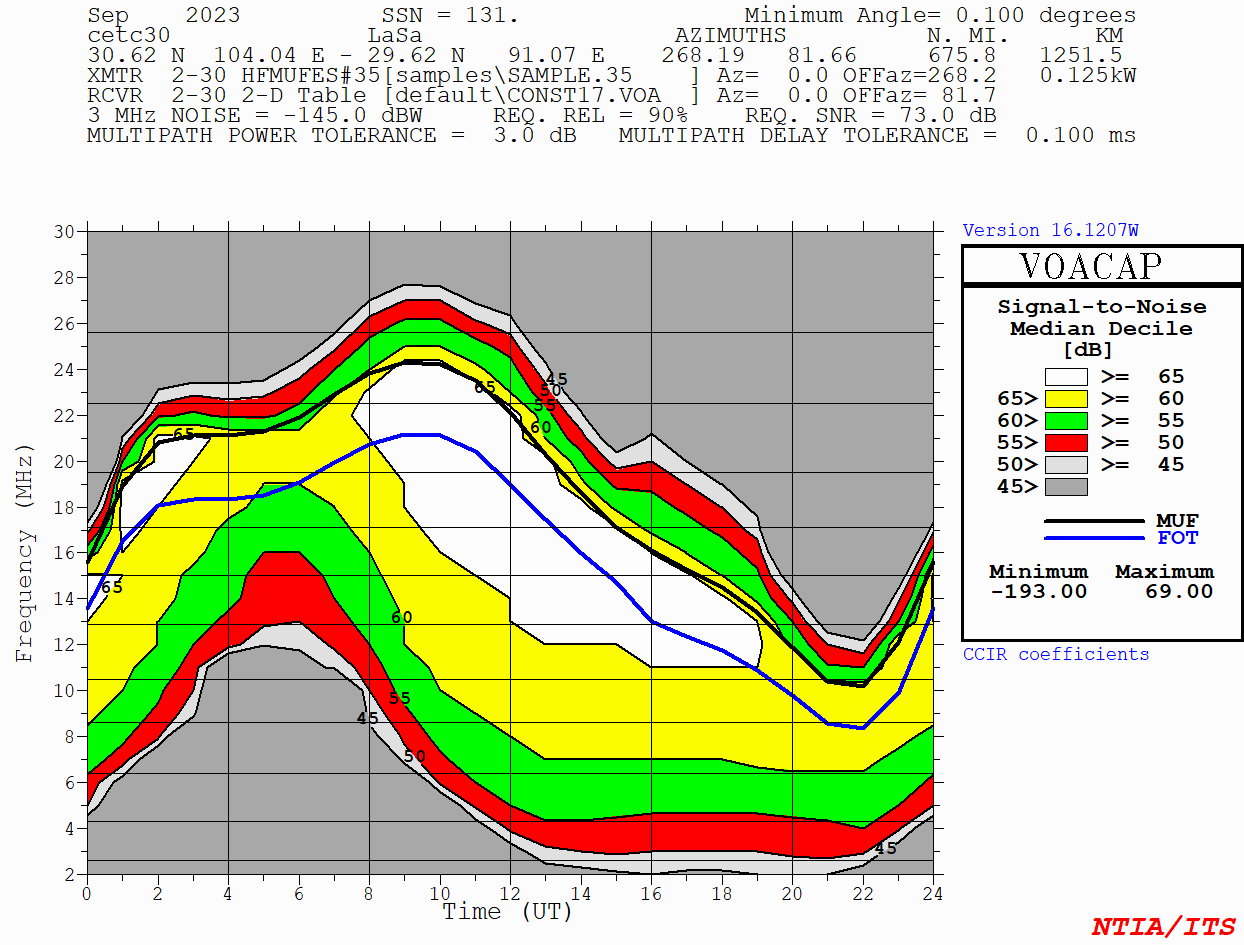 Sep    2023          SSN = 131.                Minimum Angle= 0.100 degrees
cetc30              LaSa                  AZIMUTHS          N. MI.      KM
30.62 N  104.04 E - 29.62 N   91.07 E    268.19   81.66     675.8   1251.5
XMTR  2-30 HFMUFES#35[samples\SAMPLE.35    ] Az=  0.0 OFFaz=268.2   0.125kW
RCVR  2-30 2-D Table [default\CONST17.VOA  ] Az=  0.0 OFFaz= 81.7
3 MHz NOISE = -145.0 dBW     REQ. REL = 90%    REQ. SNR = 73.0 dB
MULTIPATH POWER TOLERANCE =  3.0 dB   MULTIPATH DELAY TOLERANCE =  0.100 ms
Version 16.1207W
VOACAP
Signal-to-Noise
Median Decile
[dB]
>= 65
65> >= 60
60> >= 55
55> >= 50
50> >= 45
45>
MUF
FOT
Minimum Maximum
-193.00 69.00
CCIR coefficients
Frequency (MHz)
30
28
26
24
22
20
18
16
14
12
10
8
6
4
2
65
65
65
45
50
55
60
60
55
45
50
45
0 2 4 6 8 10 12 14 16 18 20 22 24
Time (UT)
NTIA/ITS